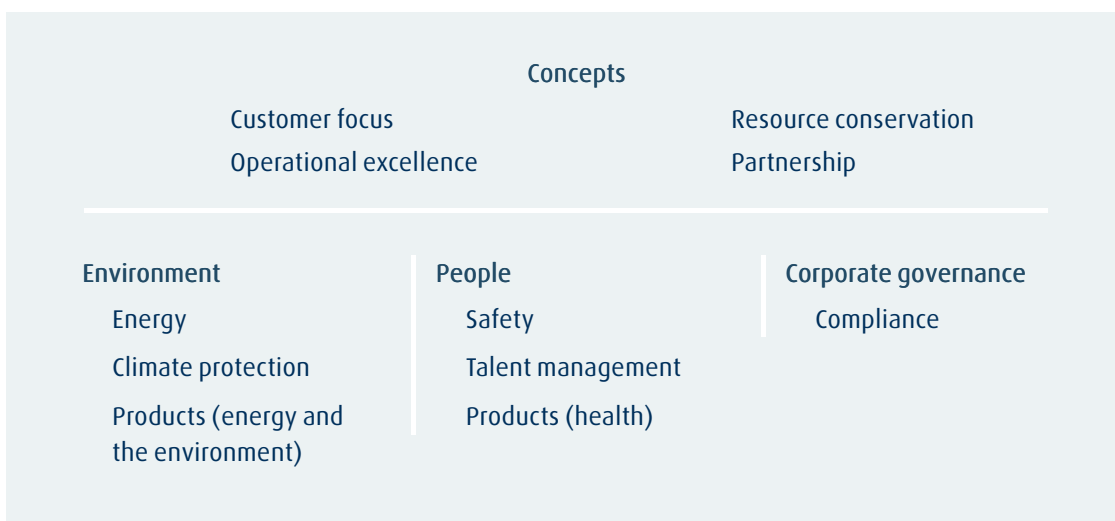 Concepts
Customer focus
Operational excellence
Resource conservation
Partnership
Environment
Energy
Climate protection
Products (energy and
the environment)
People
Safety
Talent management
Products (health)
Corporate governance
Compliance